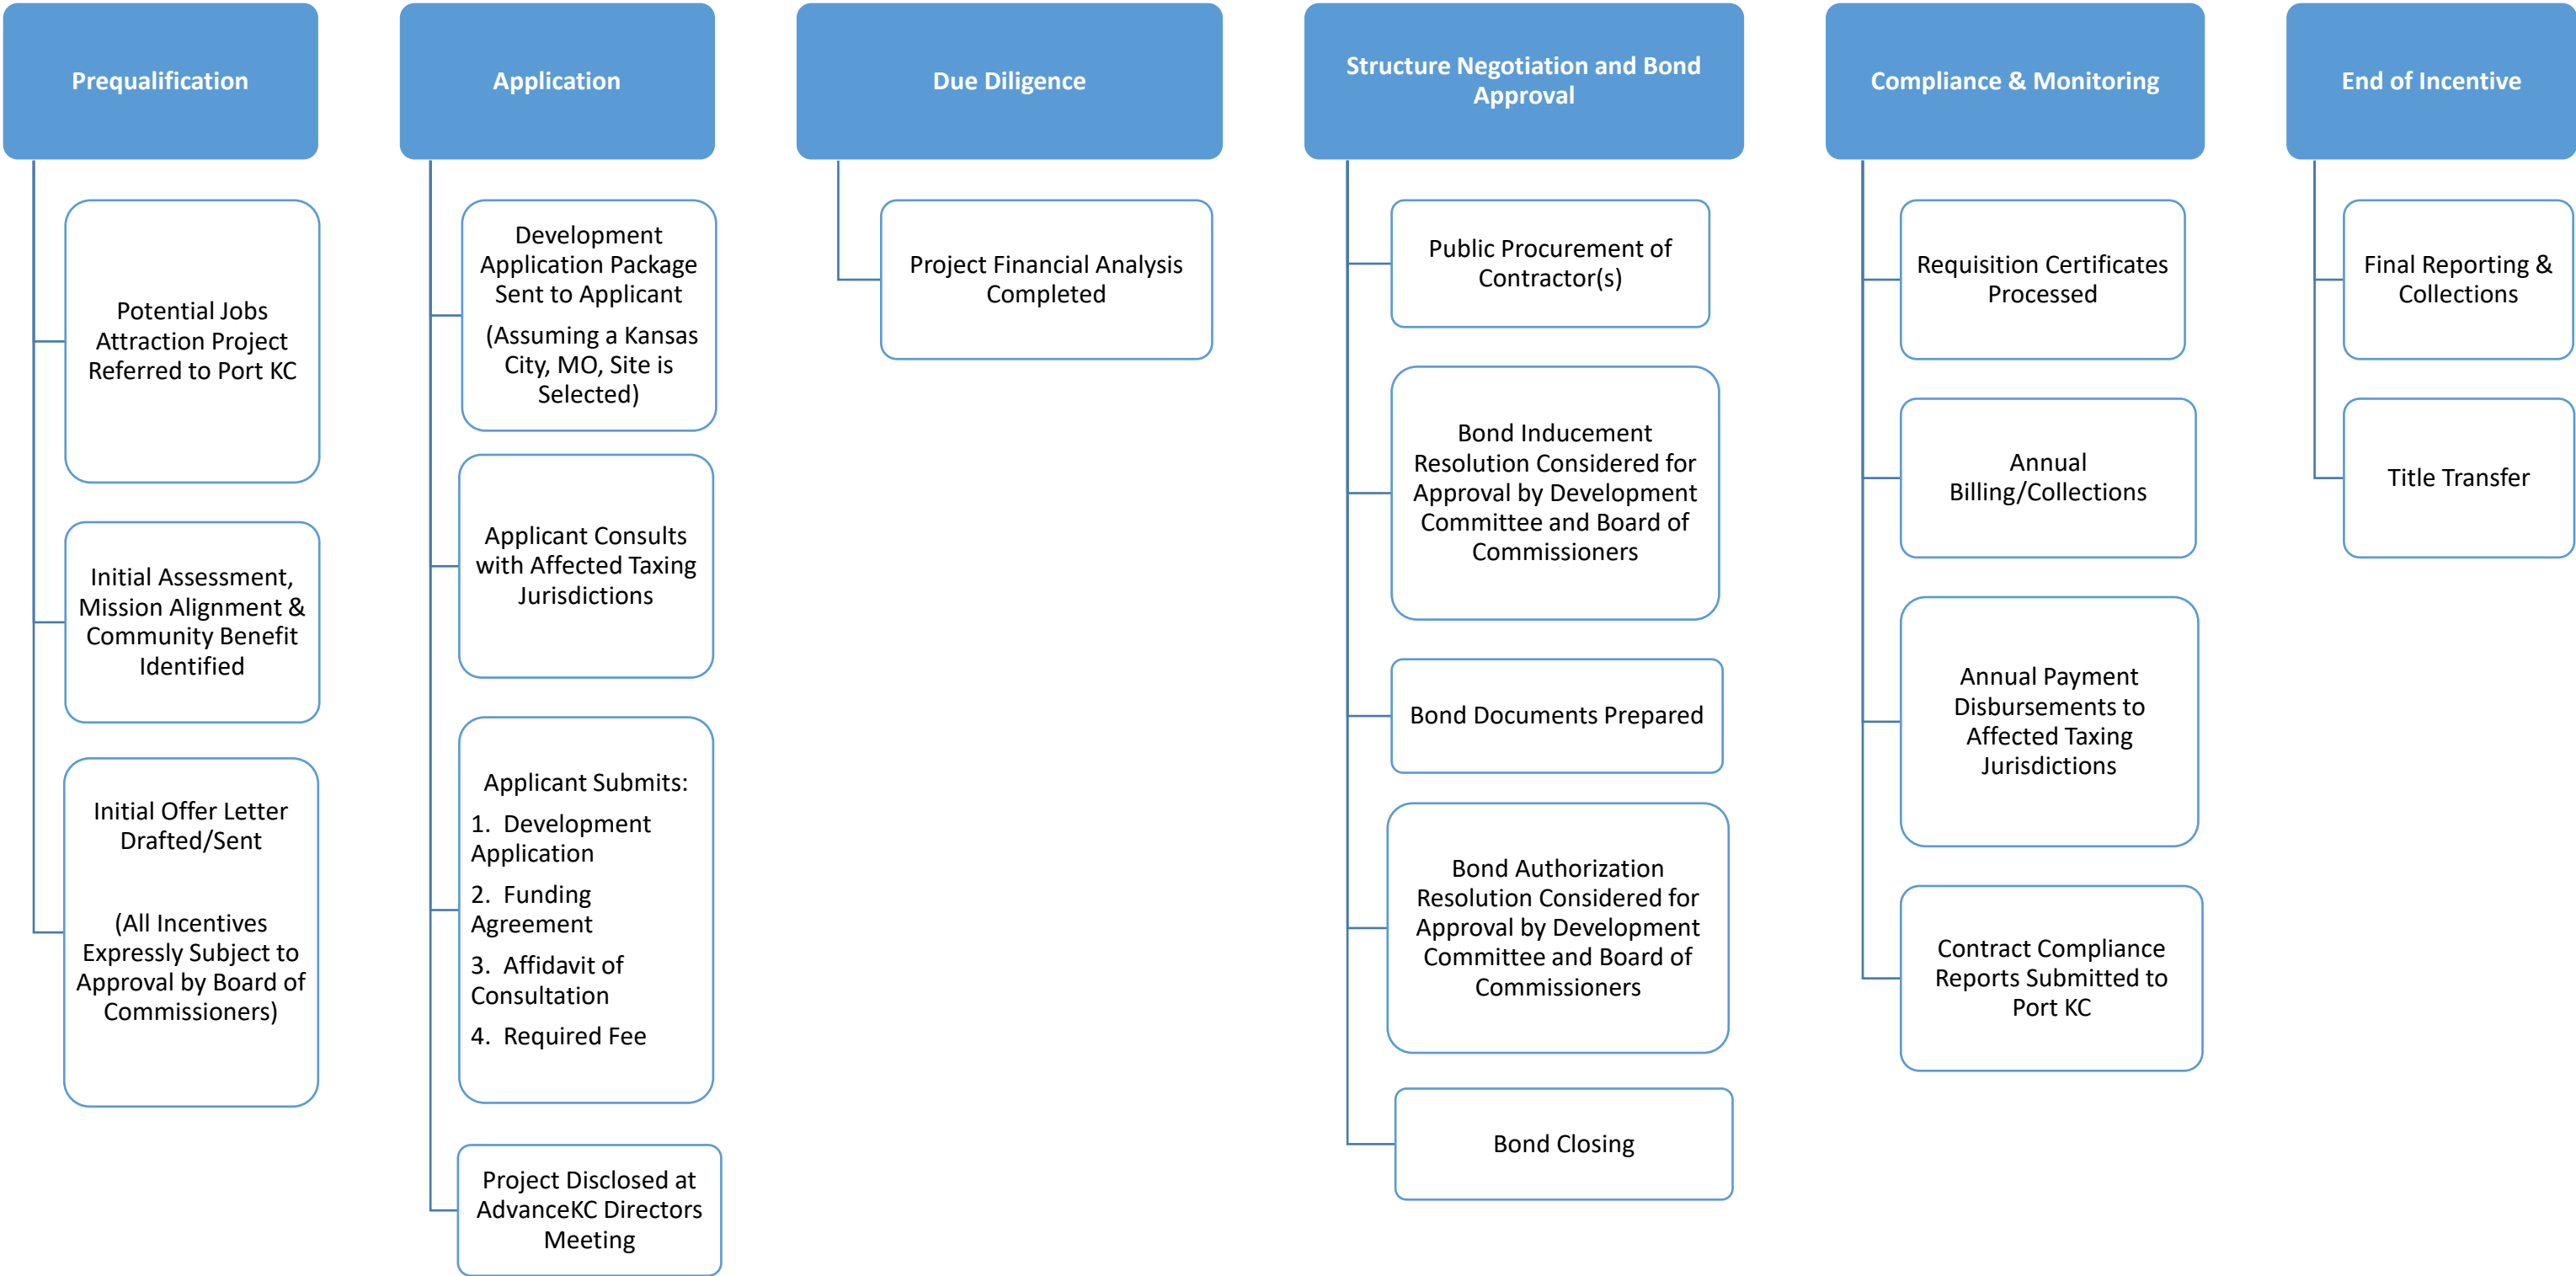 Prequalification
Potential Jobs
Attraction Project
Referred to Port KC
Initial Assessment,
Mission Alignment &
Community Benefit
Identified
Initial Offer Letter
Drafted/Sent
(All Incentives
Expressly Subject to
Approval by Board of
Commissioners)
Application
Development
Application Package
Sent to Applicant
(Assuming a Kansas
City, MO, Site is
Selected)
Applicant Consults
with Affected Taxing
Jurisdictions
Applicant Submits:
1. Development
Application
2. Funding
Agreement
3. Affidavit of
Consultation
4. Required Fee
Project Disclosed at
AdvanceKC Directors
Meeting
Due Diligence
Project Financial Analysis
Completed
Structure Negotiation and Bond
Approval
Public Procurement of
Contractor(s)
Bond Inducement
Resolution Considered for
Approval by Development
Committee and Board of
Commissioners
Bond Documents Prepared
Bond Authorization
Resolution Considered for
Approval by Development
Committee and Board of
Commissioners
Bond Closing
Compliance & Monitoring
Requisition Certificates
Processed
Annual
Billing/Collections
Annual Payment
Disbursements to
Affected Taxing
Jurisdictions
Contract Compliance
Reports Submitted to
Port KC
End of Incentive
Final Reporting &
Collections
Title Transfer